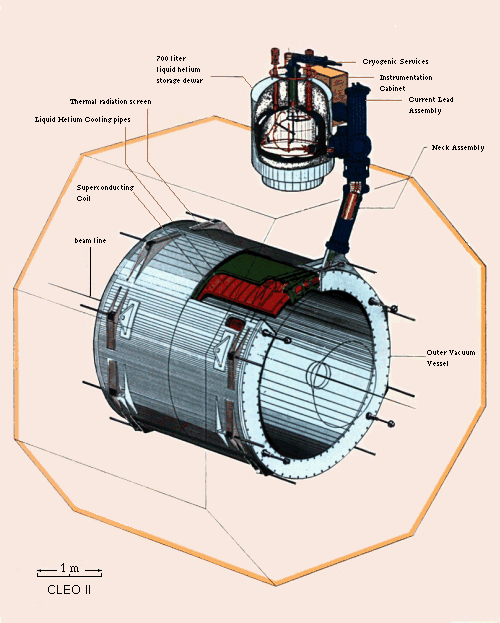 700 liter
liquid helium
storage dewar
Cryogenic Services
Instrumentation
Cabinet
Current Lead
Assembly
Thermal radiation screen
Liquid Helium Cooling pipes
Neck Assembly
Superconducting
Coil
beam line
Outer Vacuum
Vessel
1 m
CLEO II